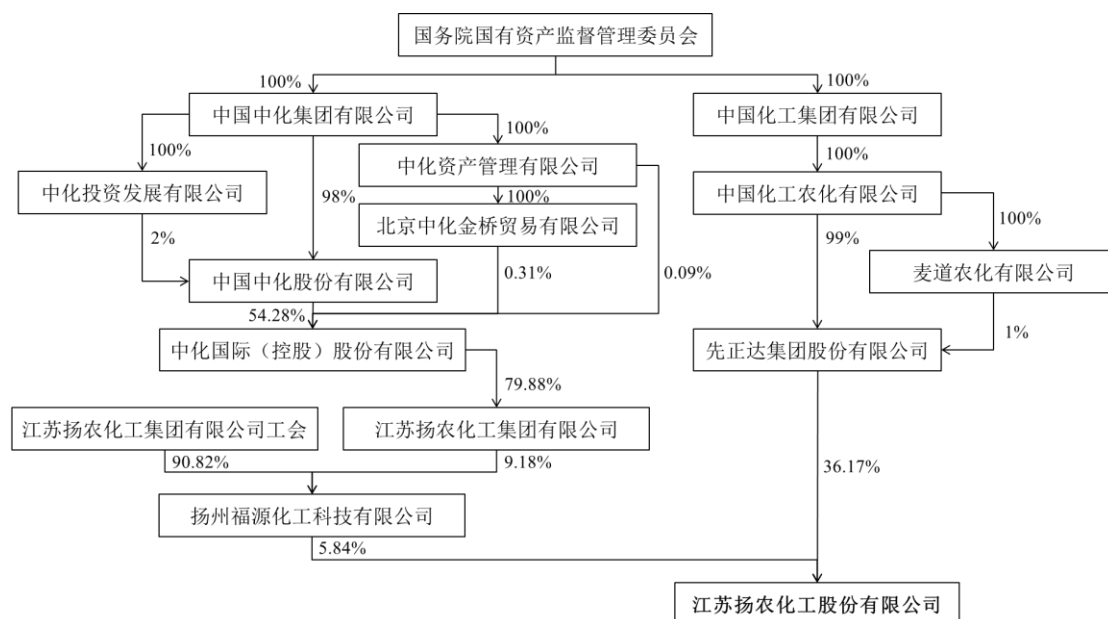 国务院国有资产监督管理委员会
100%
100%
中国中化集团有限公司
中国化工集团有限公司
100%
100%
100%
中化资产管理有限公司
中化投资发展有限公司
中国化工农化有限公司
98%
100%
北京中化金桥贸易有限公司
100%
2%
99%
中国中化股份有限公司
0.31%
0.09%
麦道农化有限公司
54.28%
1%
中化国际（控股）股份有限公司
先正达集团股份有限公司
79.88%
江苏扬农化工集团有限公司工会
江苏扬农化工集团有限公司
90.82%
9.18%
36.17%
扬州福源化工科技有限公司
5.84%
江苏扬农化工股份有限公司